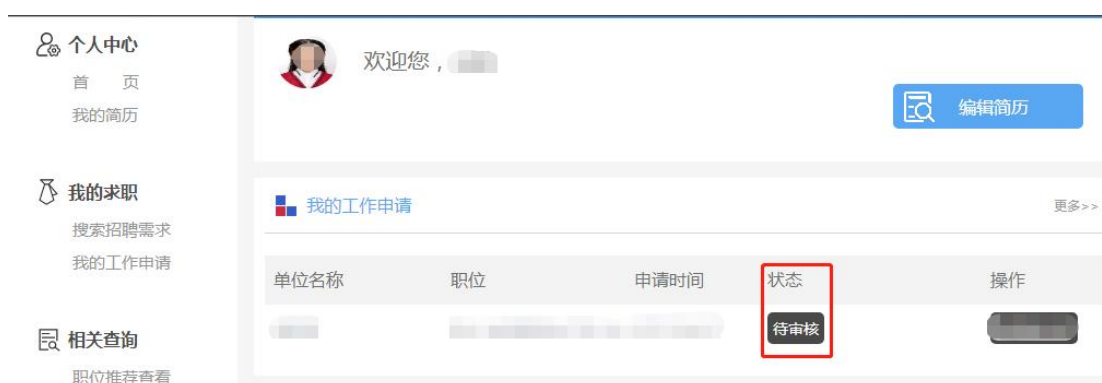 个人中心
首 页
我的简历
我的求职
搜索招聘需求
我的工作申请
相关查询
职位推荐查看
欢迎您，
编辑简历
我的工作申请
更多>>
单位名称 职位 申请时间 状态 操作
待审核